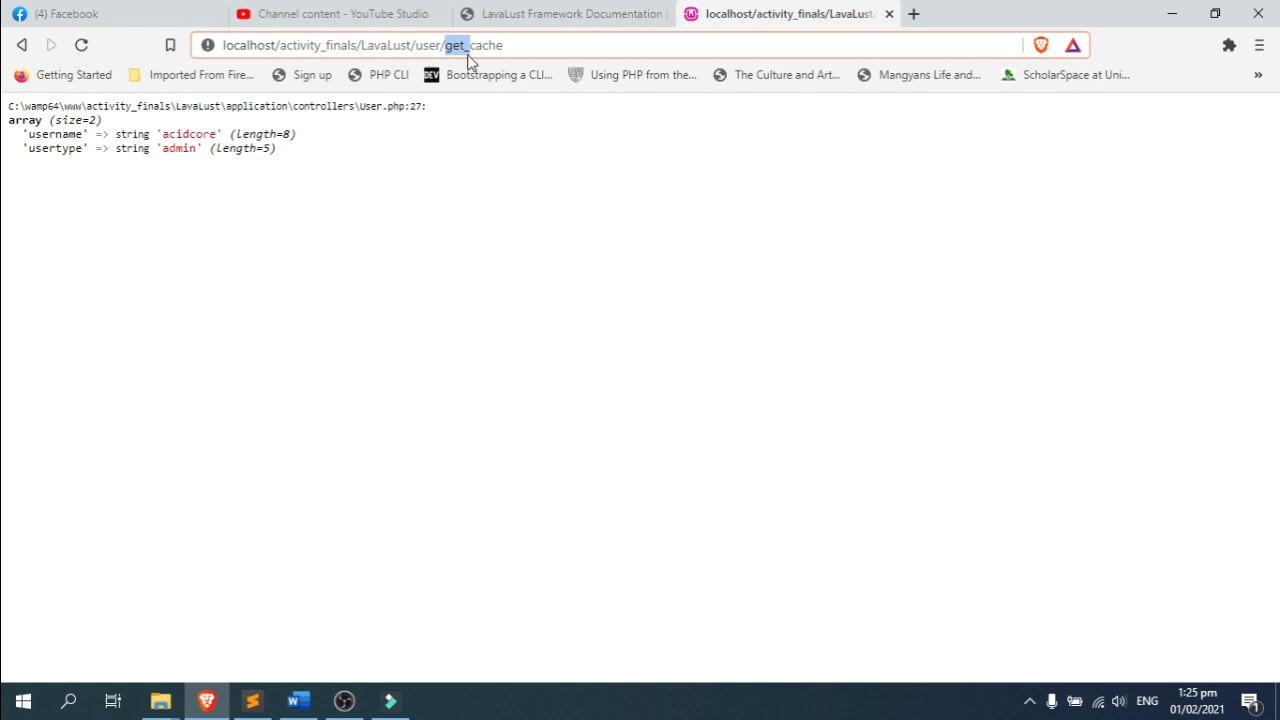 (4) Facebook
Channel content - YouTube Studio
LavaLust Framework Documentation |
localhost/activity_finals/LavaLust/
localhost/activity_finals/LavaLust/user/get_cache
Getting Started
Imported From Fire...
Sign up
PHP CLI
DEV
Bootstrapping a CLI...
Using PHP from the...
The Culture and Art...
Mangyans Life and...
ScholarSpace at Uni...
»
C:\wamp64\www\activity_finals\LavaLust\application\controllers\User.php:27:
array (size=2)
'username' => string 'acidcore' (length=8)
'usertype' => string 'admin' (length=5)
ENG
1:25 pm
01/02/2021
1